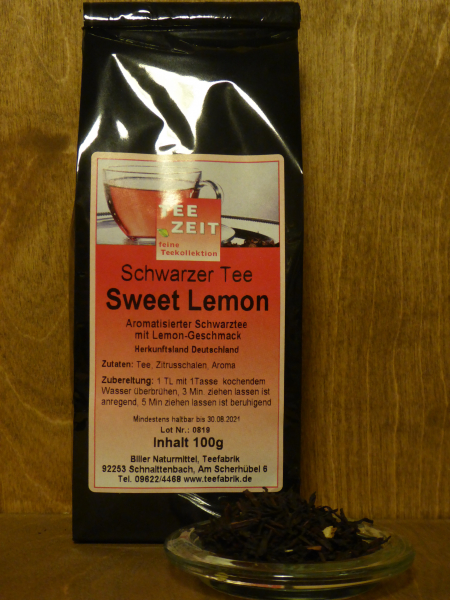 TEE
ZEIT
feine
Teekollektion
Schwarzer Tee
Sweet Lemon
Aromatisierter Schwarztee
mit Lemon-Geschmack
Herkunftsland Deutschland
Zutaten: Tee, Zitrusschalen, Aroma
Zubereitung: 1 TL mit 1Tasse kochendem
Wasser überbrühen, 3 Min. ziehen lassen ist
anregend, 5 Min ziehen lassen ist beruhigend
Mindestens haltbar bis 30.08.2021
Lot Nr.: 0819
Inhalt 100g
Biller Naturmittel, Teefabrik
92253 Schnaittenbach, Am Scherhübel 6
Tel. 09622/4468 www.teefabrik.de